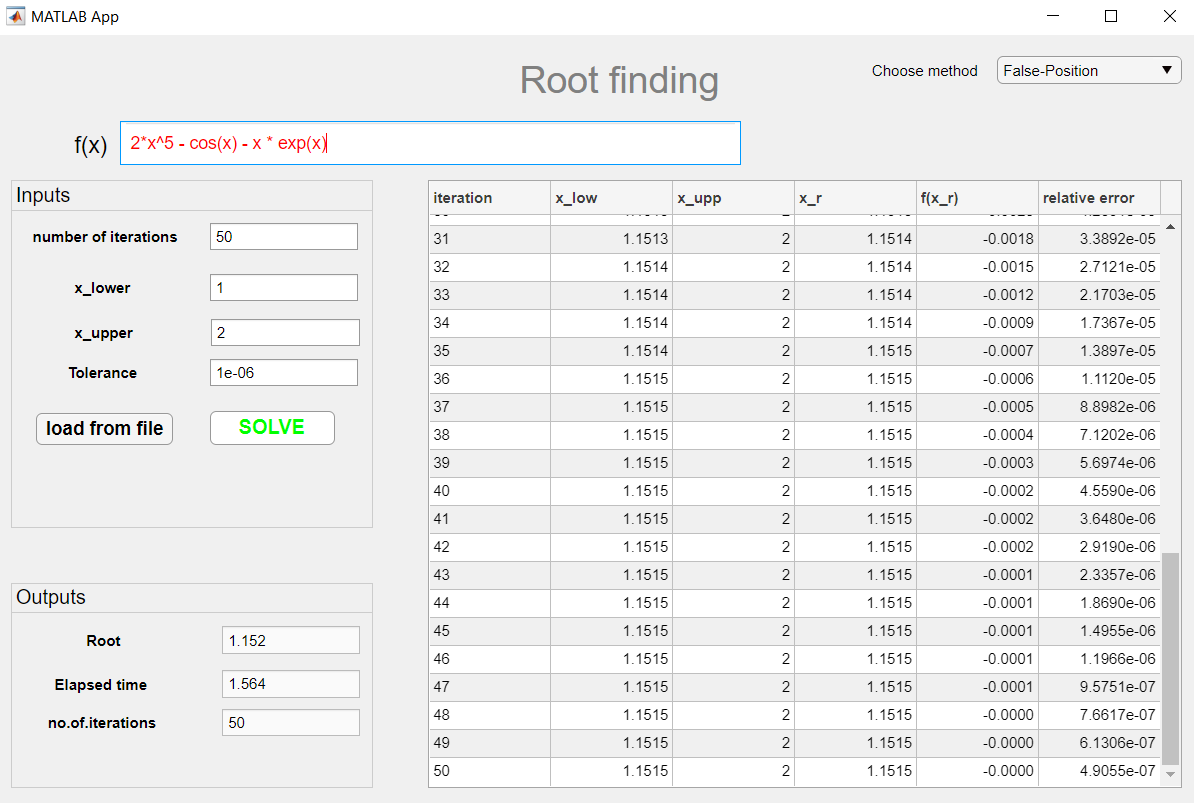 MATLAB App
Root finding
Choose method False-Position
f(x) 2*x^5 - cos(x) - x * exp(x)
Inputs
number of iterations 50
x_lower 1
x_upper 2
Tolerance 1e-06
load from file SOLVE
Outputs
Root 1.152
Elapsed time 1.564
no.of.iterations 50
iteration x_low x_upp x_r f(x_r) relative error
31 1.1513 2 1.1514 -0.0018 3.3892e-05
32 1.1514 2 1.1514 -0.0015 2.7121e-05
33 1.1514 2 1.1514 -0.0012 2.1703e-05
34 1.1514 2 1.1514 -0.0009 1.7367e-05
35 1.1514 2 1.1515 -0.0007 1.3897e-05
36 1.1515 2 1.1515 -0.0006 1.1120e-05
37 1.1515 2 1.1515 -0.0005 8.8982e-06
38 1.1515 2 1.1515 -0.0004 7.1202e-06
39 1.1515 2 1.1515 -0.0003 5.6974e-06
40 1.1515 2 1.1515 -0.0002 4.5590e-06
41 1.1515 2 1.1515 -0.0002 3.6480e-06
42 1.1515 2 1.1515 -0.0002 2.9190e-06
43 1.1515 2 1.1515 -0.0001 2.3357e-06
44 1.1515 2 1.1515 -0.0001 1.8690e-06
45 1.1515 2 1.1515 -0.0001 1.4955e-06
46 1.1515 2 1.1515 -0.0001 1.1966e-06
47 1.1515 2 1.1515 -0.0001 9.5751e-07
48 1.1515 2 1.1515 -0.0000 7.6617e-07
49 1.1515 2 1.1515 -0.0000 6.1306e-07
50 1.1515 2 1.1515 -0.0000 4.9055e-07